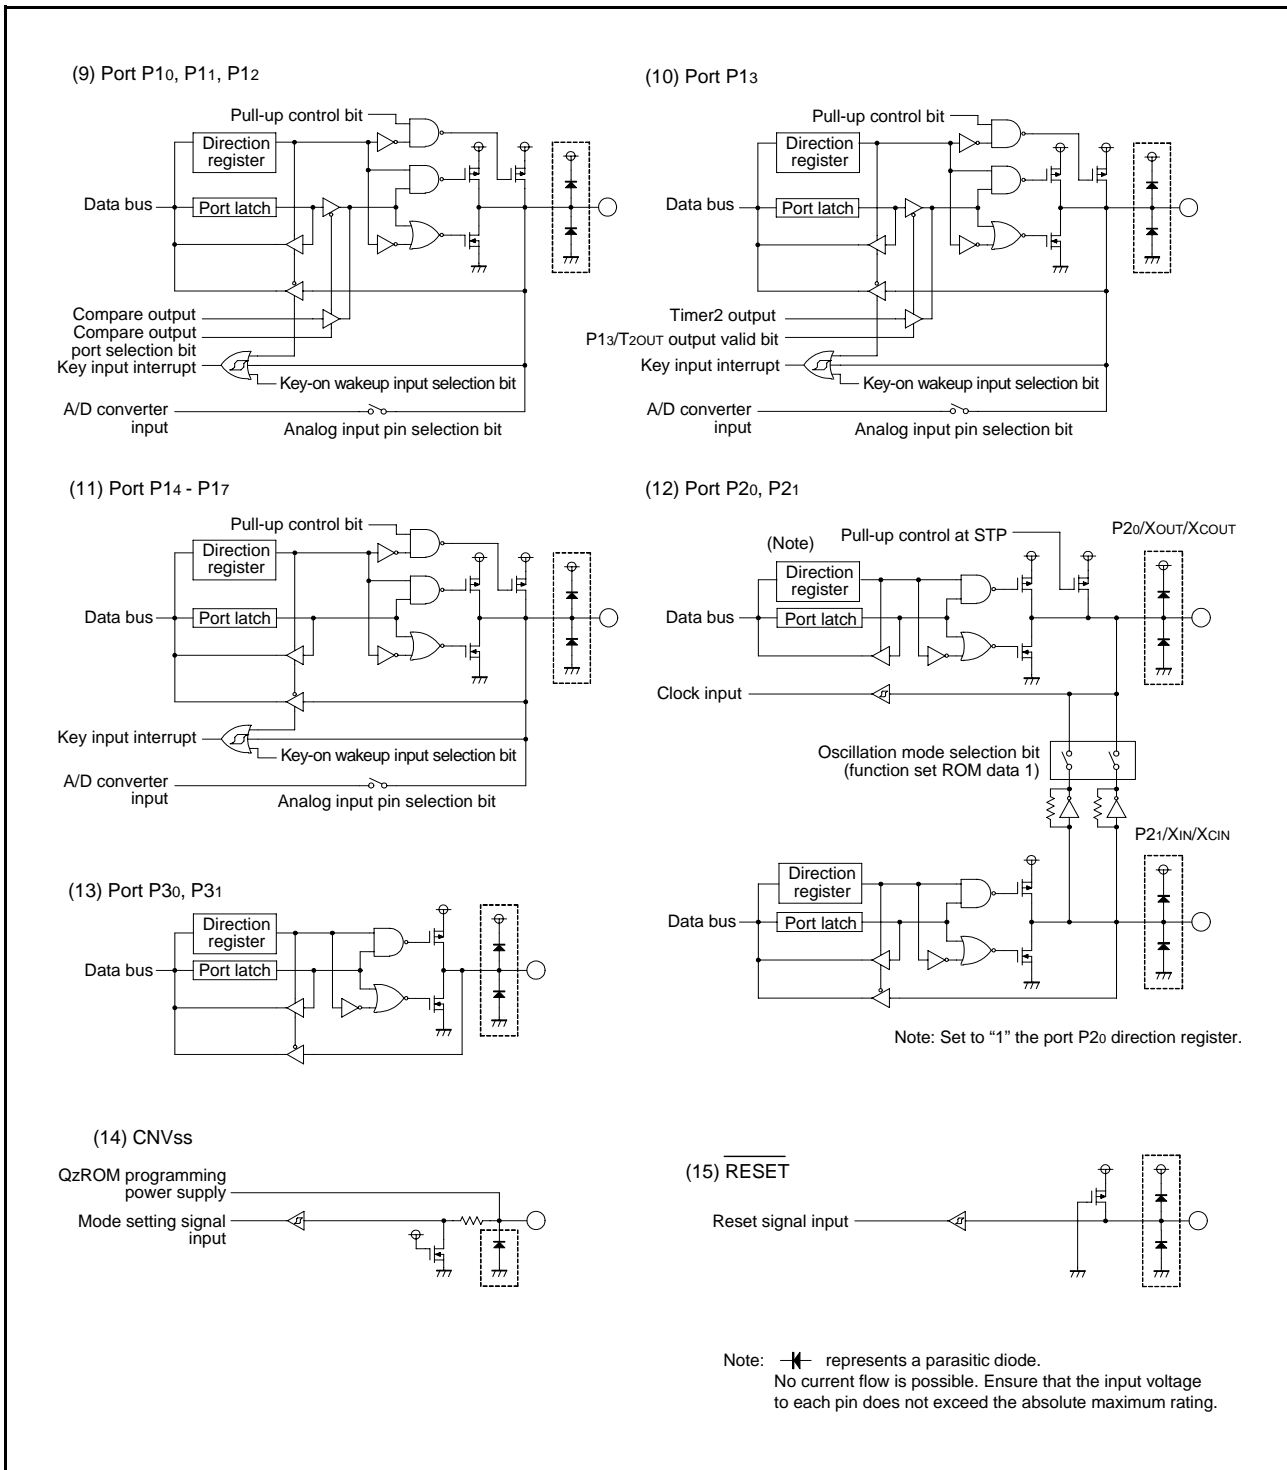 (9) Port P10, P11, P12
Pull-up control bit
Direction
register
Data bus
Port latch
Compare output
Compare output
port selection bit
Key input interrupt
Key-on wakeup input selection bit
A/D converter
input
Analog input pin selection bit
(10) Port P13
Pull-up control bit
Direction
register
Data bus
Port latch
Timer2 output
P13/T2OUT output valid bit
Key input interrupt
Key-on wakeup input selection bit
A/D converter
input
Analog input pin selection bit
(11) Port P14 - P17
Pull-up control bit
Direction
register
Data bus
Port latch
Key input interrupt
Key-on wakeup input selection bit
A/D converter
input
Analog input pin selection bit
(12) Port P20, P21
(Note)
Pull-up control at STP
P20/XOUT/XCOUT
Direction
register
Data bus
Port latch
Clock input
Oscillation mode selection bit
(function set ROM data 1)
P21/XIN/XCIN
Direction
register
Data bus
Port latch
Note: Set to “1” the port P20 direction register.
(13) Port P30, P31
Direction
register
Data bus
Port latch
(14) CNVss
QzROM programming
power supply
Mode setting signal
input
(15) RESET
Reset signal input
Note: represents a parasitic diode.
No current flow is possible. Ensure that the input voltage
to each pin does not exceed the absolute maximum rating.